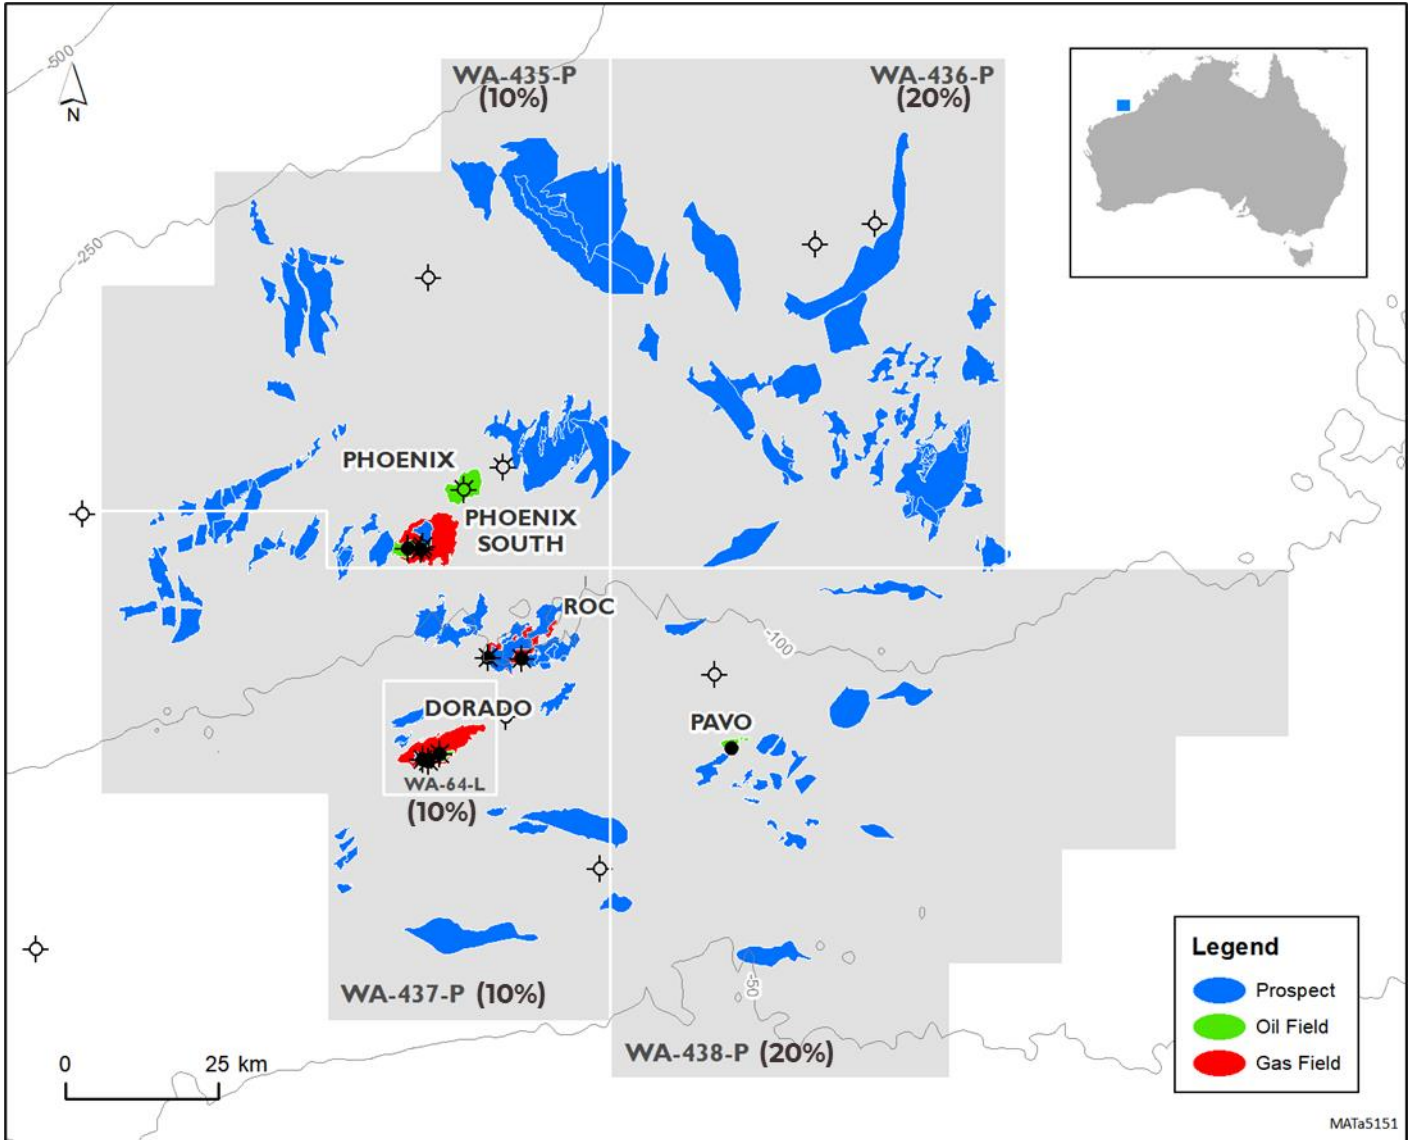 -500
N
-250
WA-435-P
(10%)
WA-436-P
(20%)
PHOENIX
PHOENIX
SOUTH
ROC
-100
DORADO
PAVO
WA-64-L
(10%)
-50
WA-437-P (10%)
WA-438-P (20%)
0 25 km
Legend
Prospect
Oil Field
Gas Field
MATa5151